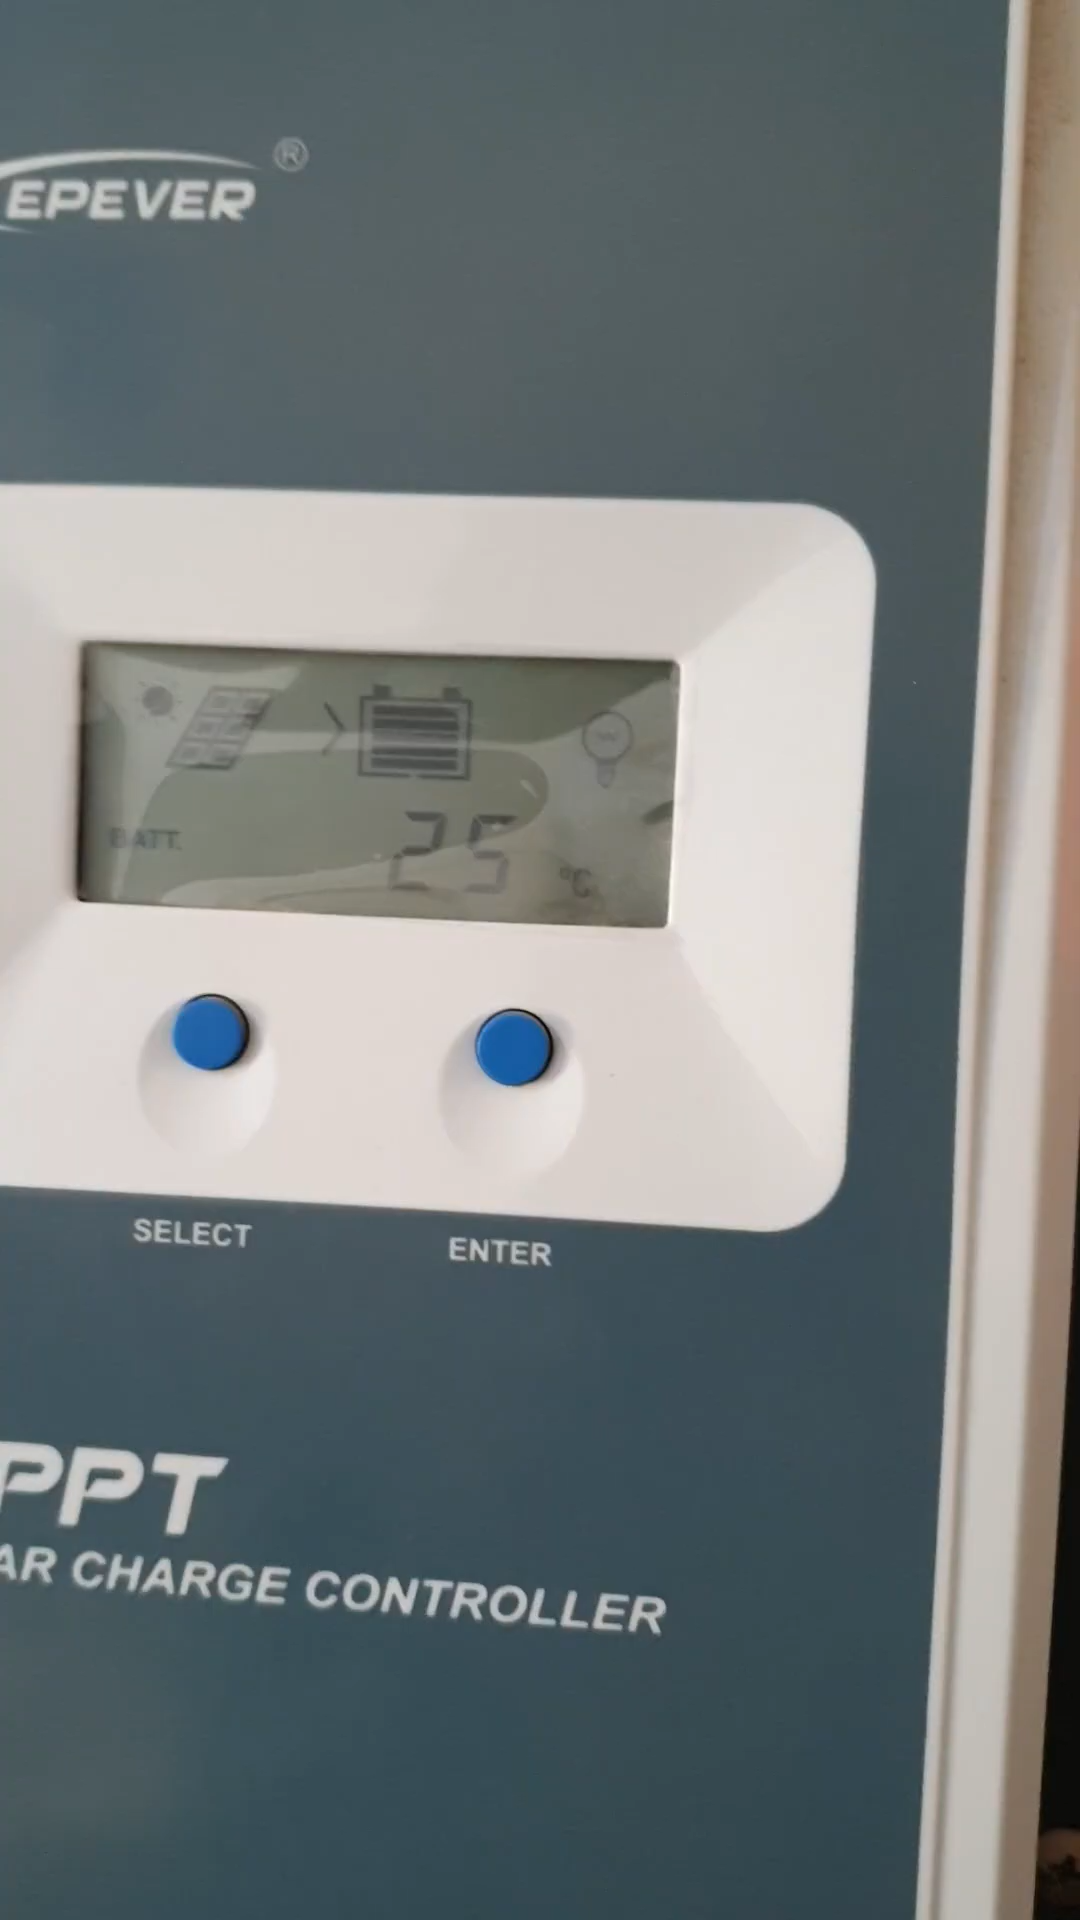 EPEVER ®
BATT. 25 °C
SELECT ENTER
PPT
AR CHARGE CONTROLLER